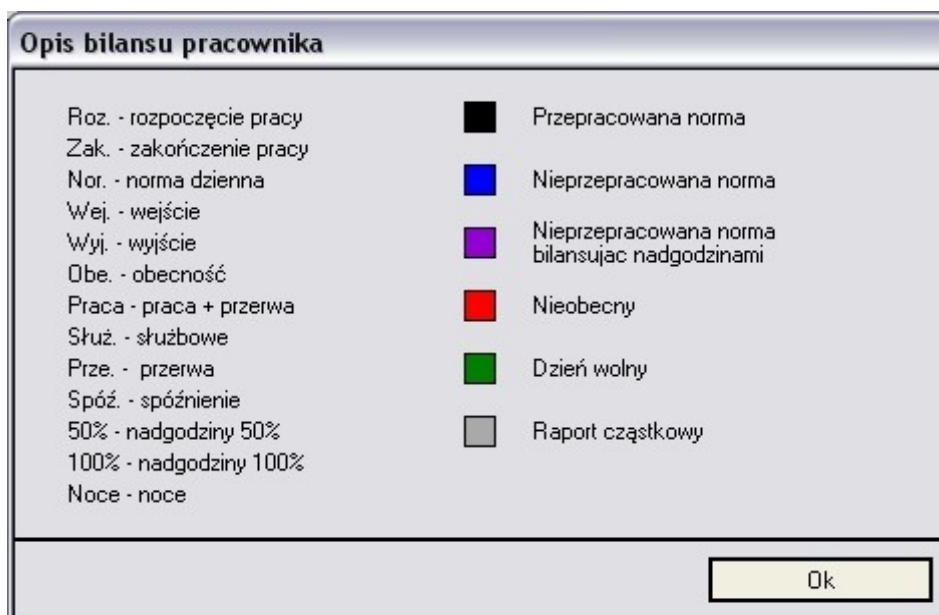 Opis bilansu pracownika
Roz. - rozpoczęcie pracy
Zak. - zakończenie pracy
Nor. - norma dzienna
Wej. - wejście
Wyj. - wyjście
Obe. - obecność
Praca - praca + przerwa
Służ. - służbowe
Prze. - przerwa
Spóź. - spóźnienie
50% - nadgodziny 50%
100% - nadgodziny 100%
Noce - noce
Przepracowana norma
Nieprzepracowana norma
Nieprzepracowana norma
bilansujac nadgodzinami
Nieobecny
Dzień wolny
Raport cząstkowy
Ok